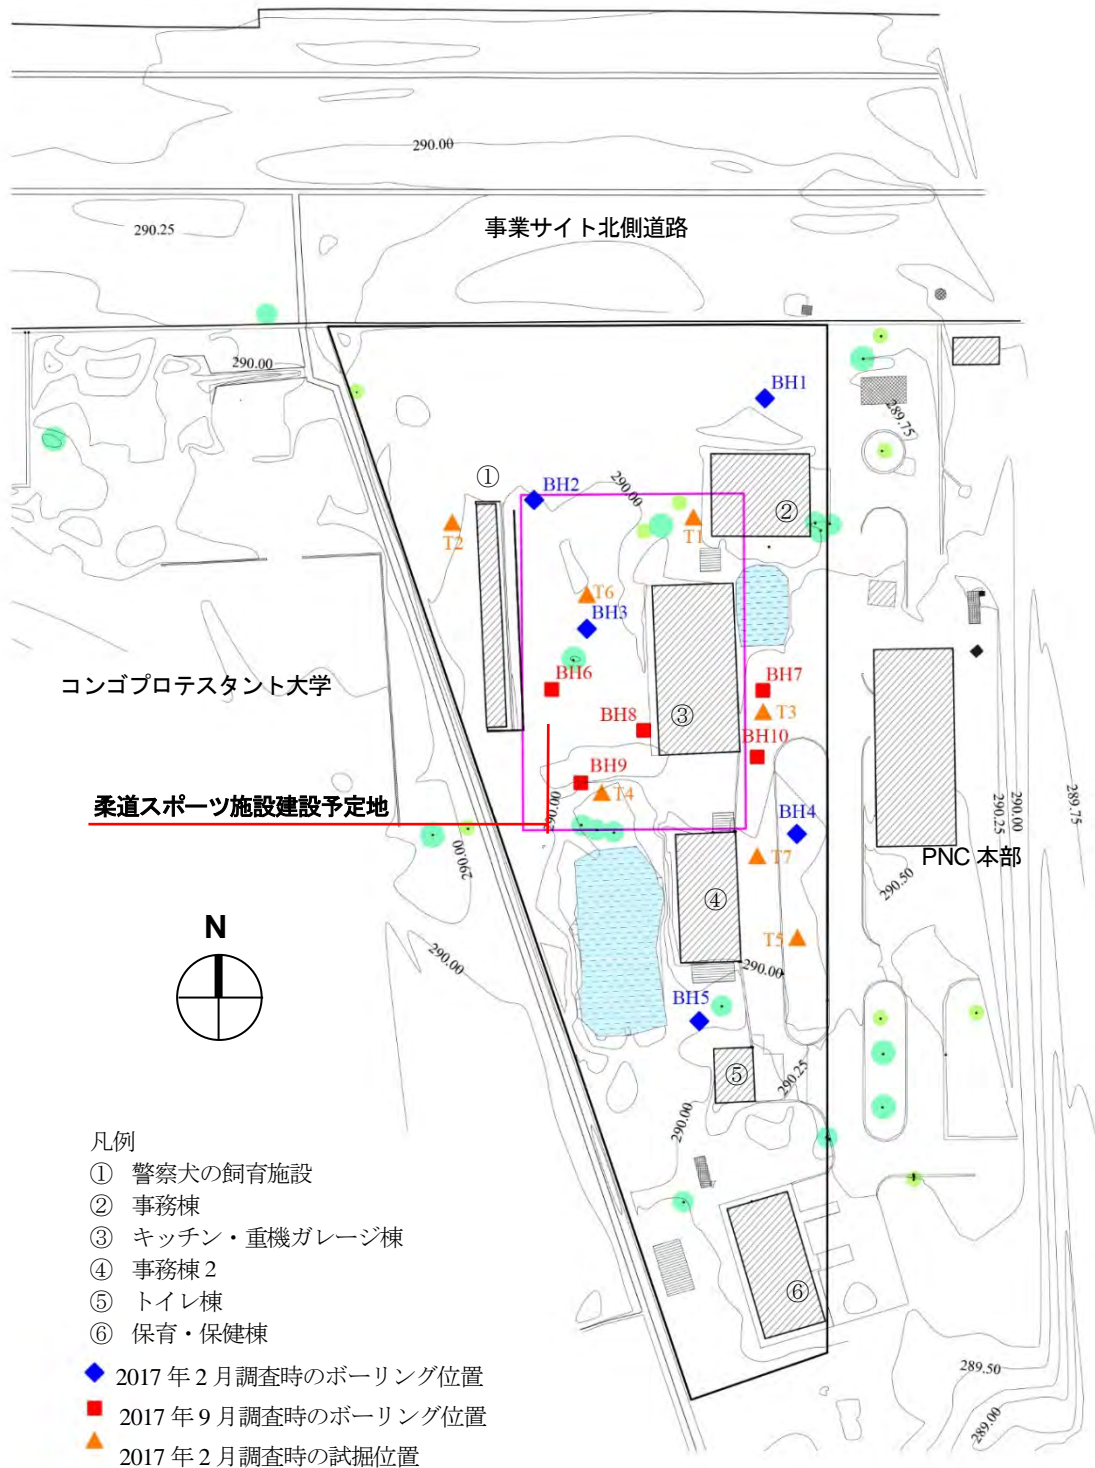 290.00
290.25
事業サイト北側道路
290.00
BH1
289.75
①
BH2
290.00
②
T2
T1
T6
BH3
コンゴプロテスタント大学
BH6
BH7
BH8
③
T3
BH10
BH9
T4
柔道スポーツ施設建設予定地
290.00
BH4
290.25
290.00
289.75
PNC 本部
290.00
T7
290.50
④
N
T5
290.00
290.00
BH5
⑤
290.25
290.00
凡例
① 警察犬の飼育施設
② 事務棟
③ キッチン・重機ガレージ棟
④ 事務棟 2
⑤ トイレ棟
⑥ 保育・保健棟
⑥
2017 年 2 月調査時のボーリング位置
2017 年 9 月調査時のボーリング位置
2017 年 2 月調査時の試掘位置
289.50
289.00